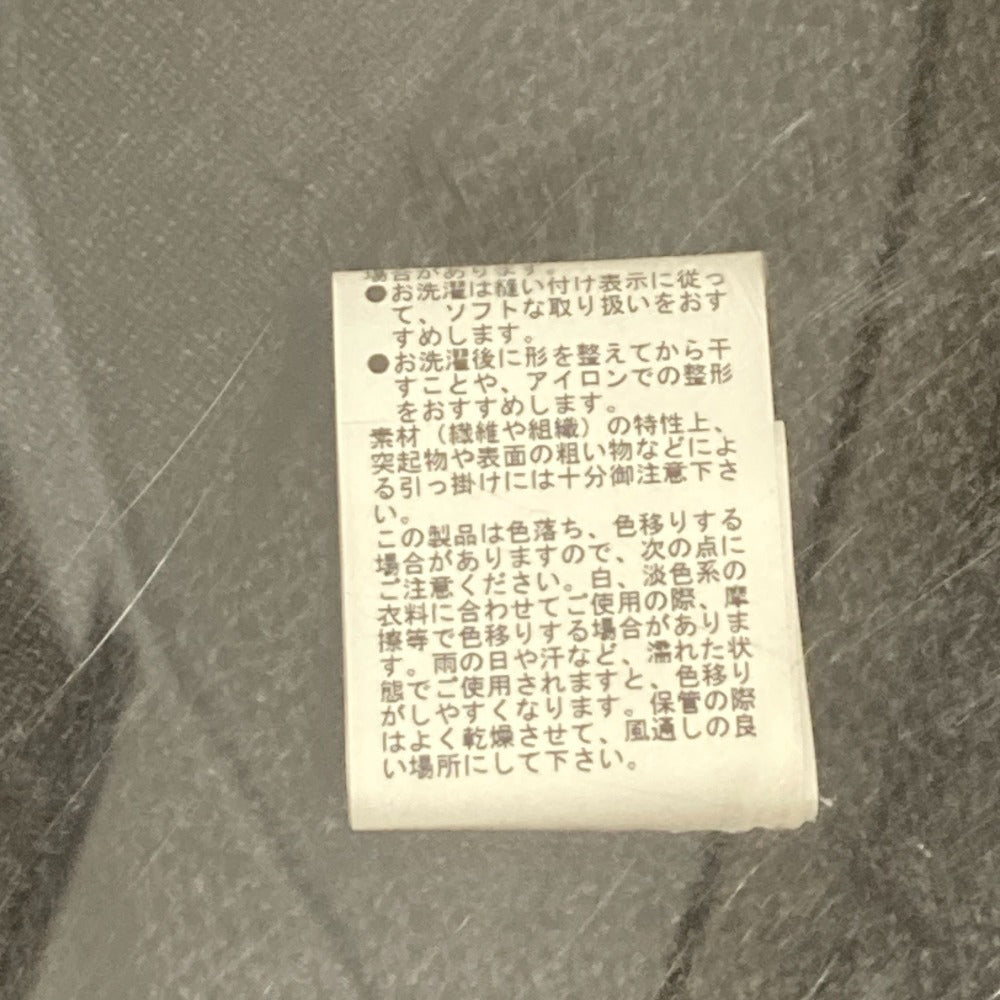 場合があります。
●お洗濯は縫い付け表示に従っ
て、ソフトな取り扱いをおす
すめします。
●お洗濯後に形を整えてから干
すことや、アイロンでの整形
をおすすめします。
素材（繊維や組織）の特性上、
突起物や表面の粗い物などによ
る引っ掛けには十分御注意下さ
い。
この製品は色落ち、色移りする
場合がありますので、次の点に
ご注意ください。白、淡色系の
衣料に合わせてご使用の際、摩
擦等で色移りする場合がありま
す。雨の日や汗など、濡れた状
態でご使用されますと、色移り
がしやすくなります。保管の際
はよく乾燥させて、風通しの良
い場所にして下さい。